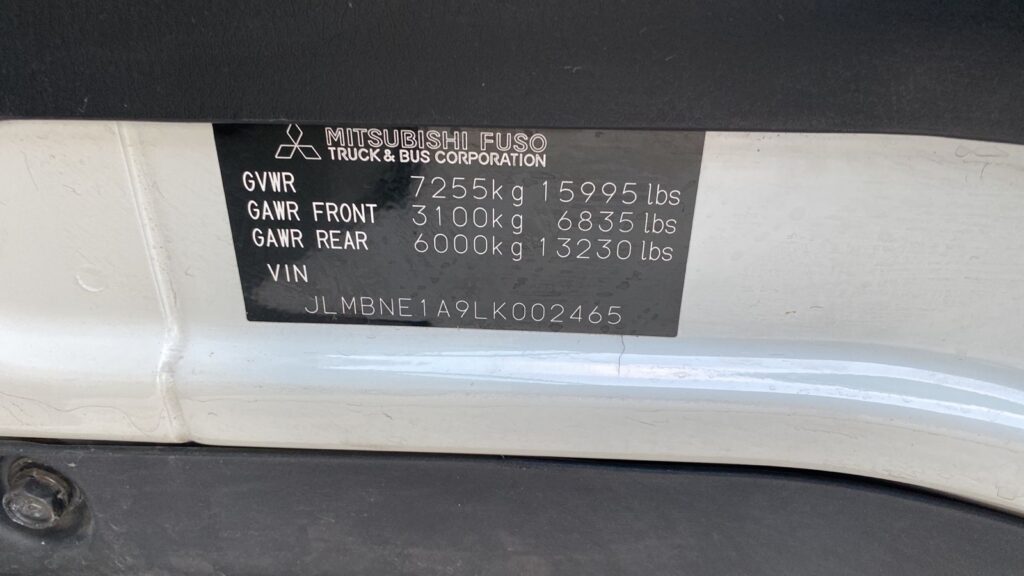 MITSUBISHI FUSO
TRUCK & BUS CORPORATION
GVWR 7255kg 15995 lbs
GAWR FRONT 3100kg 6835 lbs
GAWR REAR 6000kg 13230 lbs
VIN
JLMBNE1A9LK002465